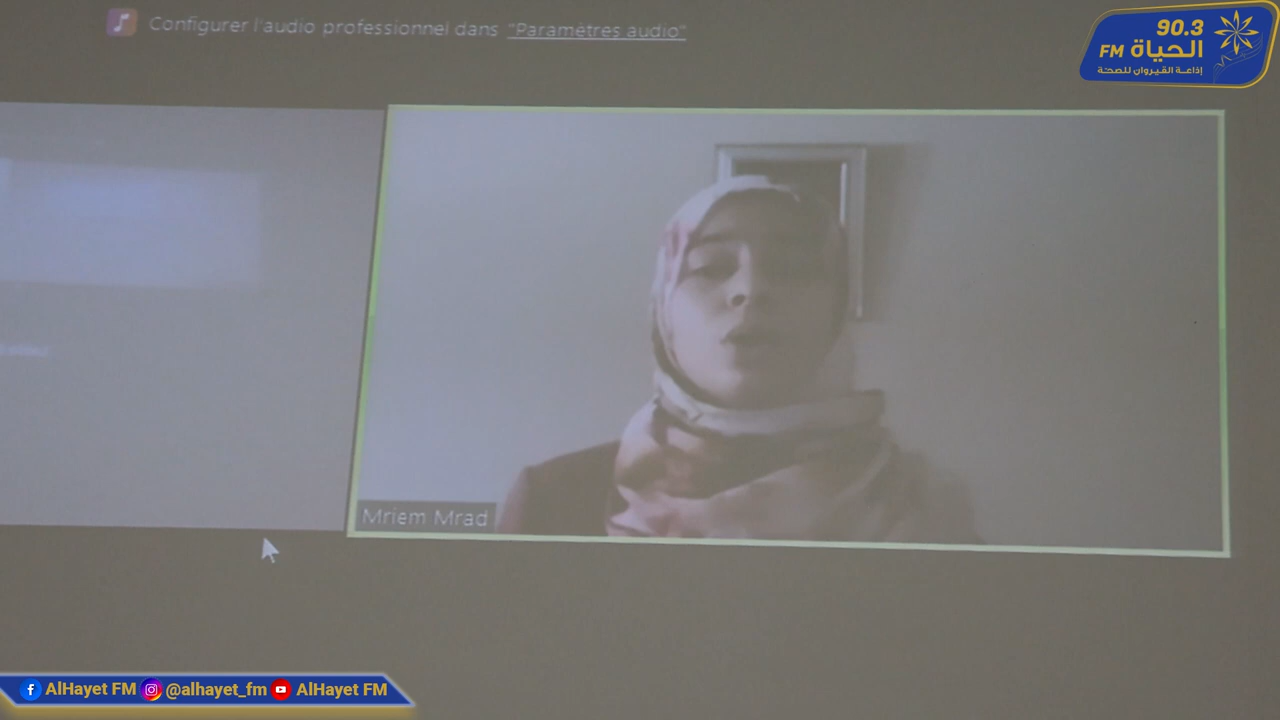 Configurer l'audio professionnel dans "Paramètres audio"
90.3
الحياة FM
إذاعة القيروان للصحة
Mriem Mrad
AlHayet FM @alhayet_fm AlHayet FM